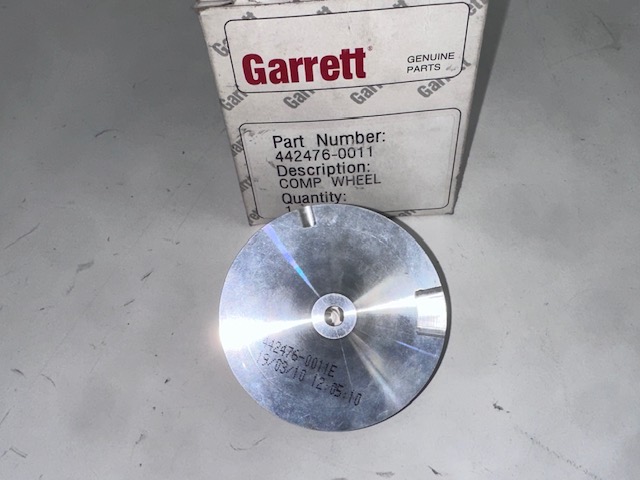 Garrett
GENUINE
PARTS
Part Number:
442476-0011
Description:
COMP WHEEL
Quantity:
1
442476-0011E
19/03/10 12:05:10